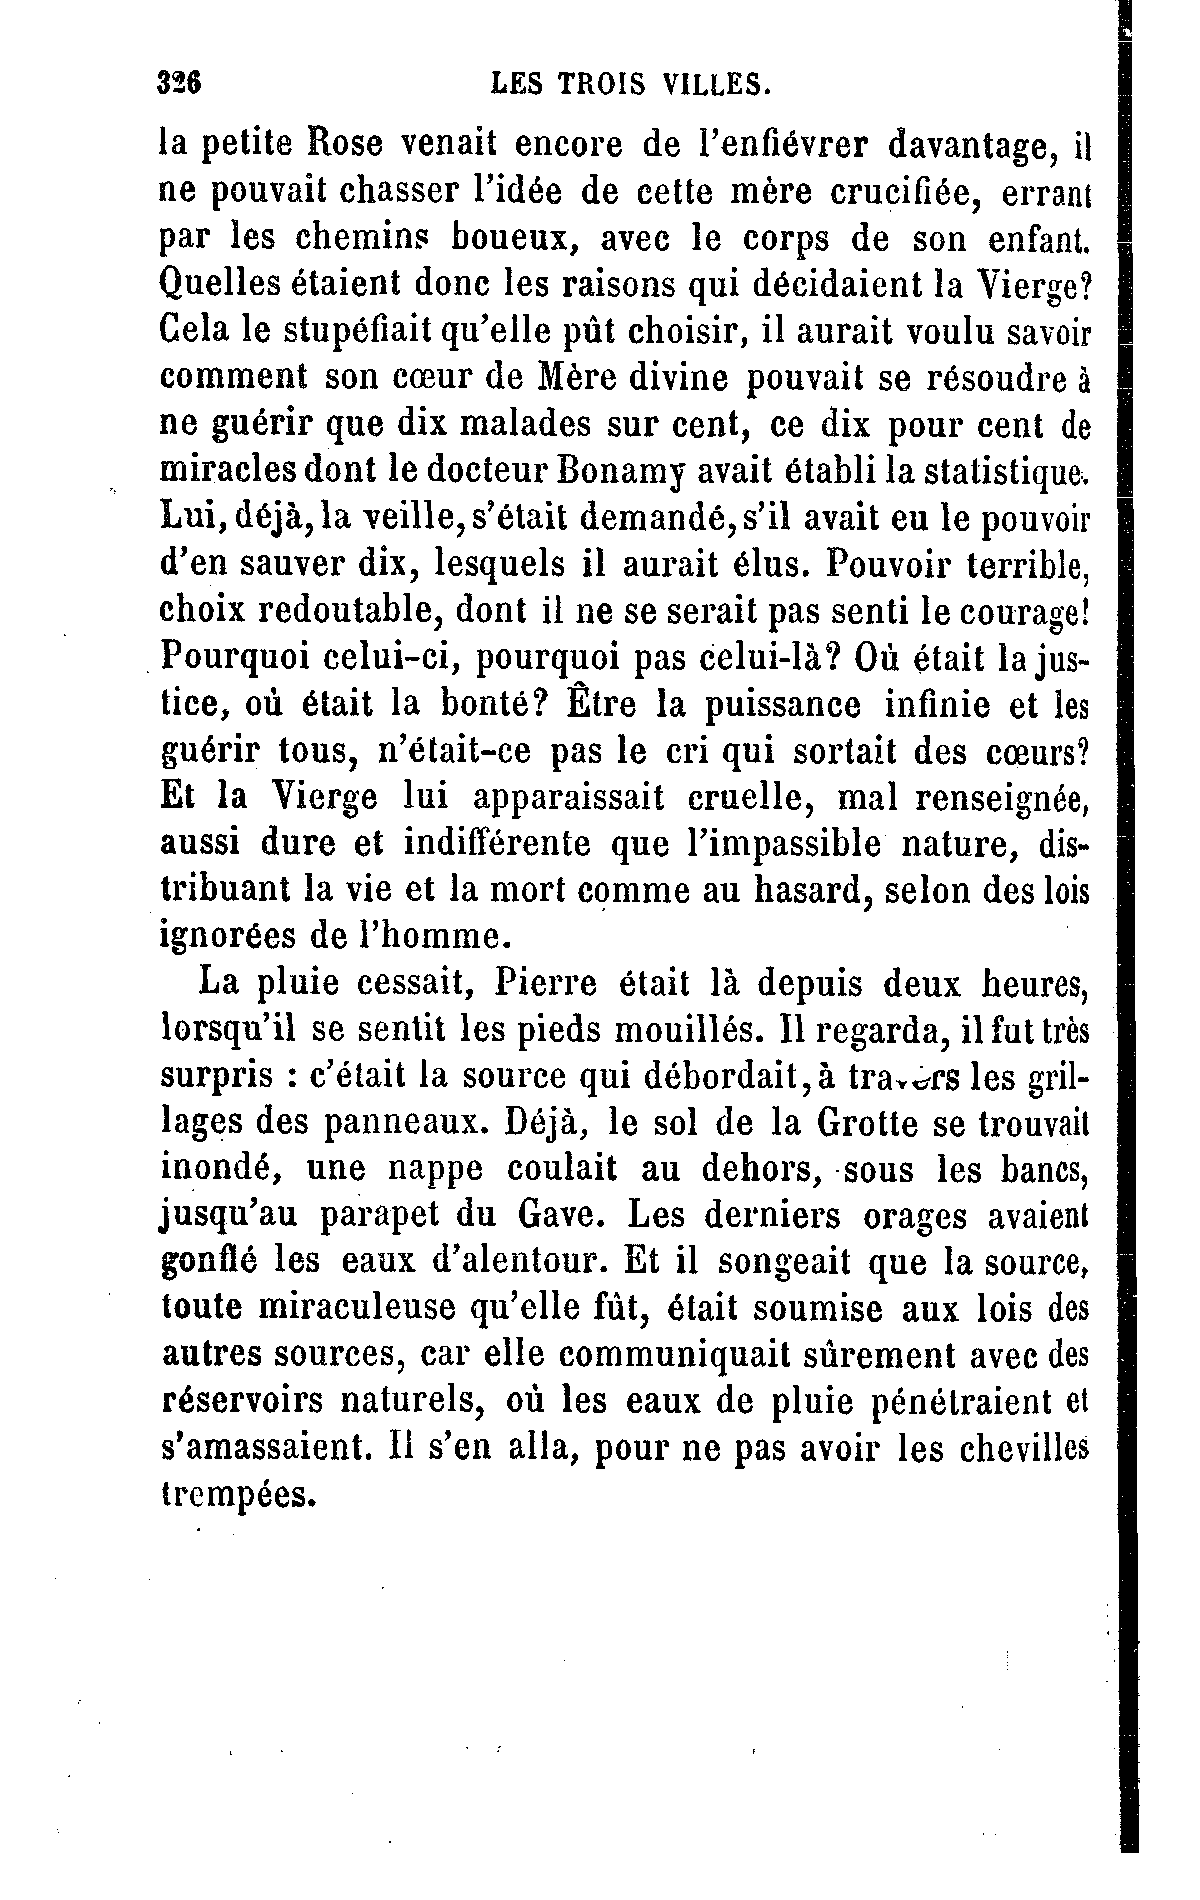 326 LES TROIS VILLES.
la petite Rose venait encore de l'enfiévrer davantage, il
ne pouvait chasser l'idée de cette mère crucifiée, errant
par les chemins boueux, avec le corps de son enfant.
Quelles étaient donc les raisons qui décidaient la Vierge?
Cela le stupéfiait qu'elle pût choisir, il aurait voulu savoir
comment son cœur de Mère divine pouvait se résoudre à
ne guérir que dix malades sur cent, ce dix pour cent de
miracles dont le docteur Bonamy avait établi la statistique.
Lui, déjà, la veille, s'était demandé, s'il avait eu le pouvoir
d'en sauver dix, lesquels il aurait élus. Pouvoir terrible,
choix redoutable, dont il ne se serait pas senti le courage!
Pourquoi celui-ci, pourquoi pas celui-là? Où était la jus-
tice, où était la bonté? Être la puissance infinie et les
guérir tous, n'était-ce pas le cri qui sortait des cœurs?
Et la Vierge lui apparaissait cruelle, mal renseignée,
aussi dure et indifférente que l'impassible nature, dis-
tribuant la vie et la mort comme au hasard, selon des lois
ignorées de l'homme.
La pluie cessait, Pierre était là depuis deux heures,
lorsqu'il se sentit les pieds mouillés. Il regarda, il fut très
surpris : c'était la source qui débordait, à travers les gril-
lages des panneaux. Déjà, le sol de la Grotte se trouvait
inondé, une nappe coulait au dehors, sous les bancs,
jusqu'au parapet du Gave. Les derniers orages avaient
gonflé les eaux d'alentour. Et il songeait que la source,
toute miraculeuse qu'elle fût, était soumise aux lois des
autres sources, car elle communiquait sûrement avec des
réservoirs naturels, où les eaux de pluie pénétraient et
s'amassaient. Il s'en alla, pour ne pas avoir les chevilles
trempées.